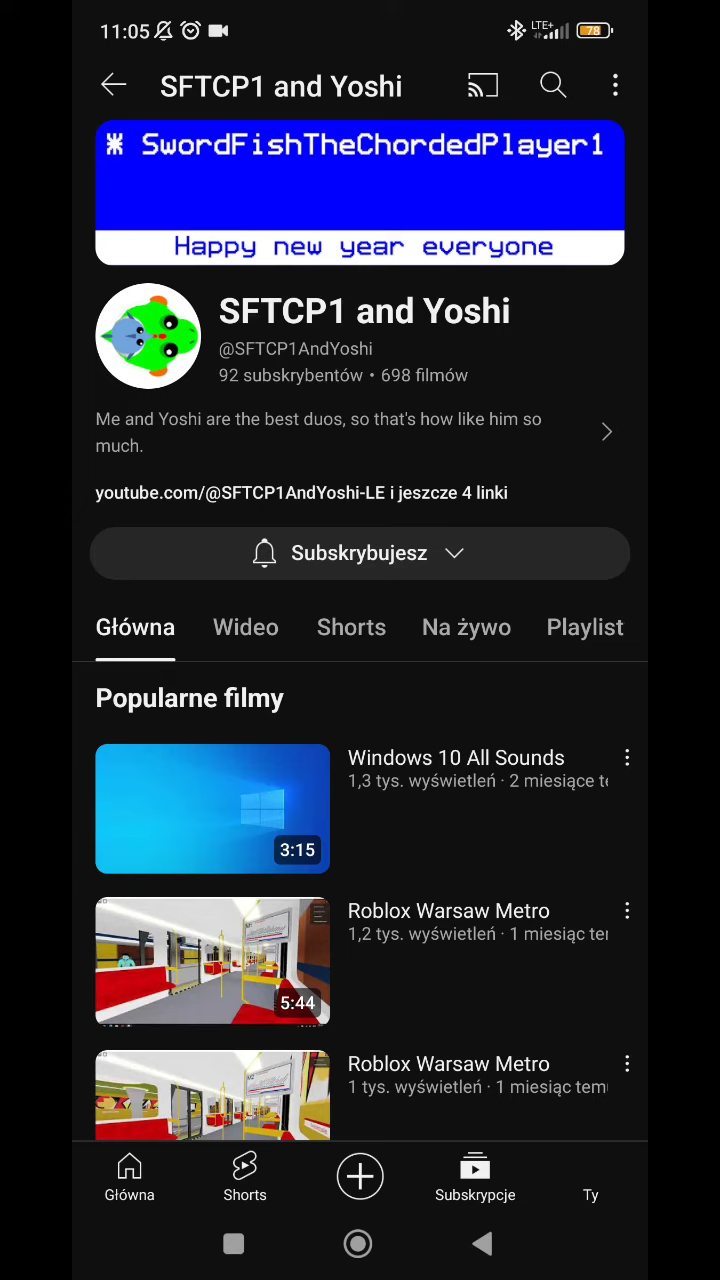 11:05 LTE+ 78
SFTCP1 and Yoshi
⁎ SwordFishTheChordedPlayer1
Happy new year everyone
SFTCP1 and Yoshi
@SFTCP1AndYoshi
92 subskrybentów • 698 filmów
Me and Yoshi are the best duos, so that's how like him so
much.
youtube.com/@SFTCP1AndYoshi-LE i jeszcze 4 linki
Subskrybujesz
Główna Wideo Shorts Na żywo Playlist
Popularne filmy
Windows 10 All Sounds
1,3 tys. wyświetleń · 2 miesiące te
3:15
Roblox Warsaw Metro
1,2 tys. wyświetleń · 1 miesiąc ter
5:44
Roblox Warsaw Metro
1 tys. wyświetleń · 1 miesiąc tem
Główna Shorts Subskrypcje Ty